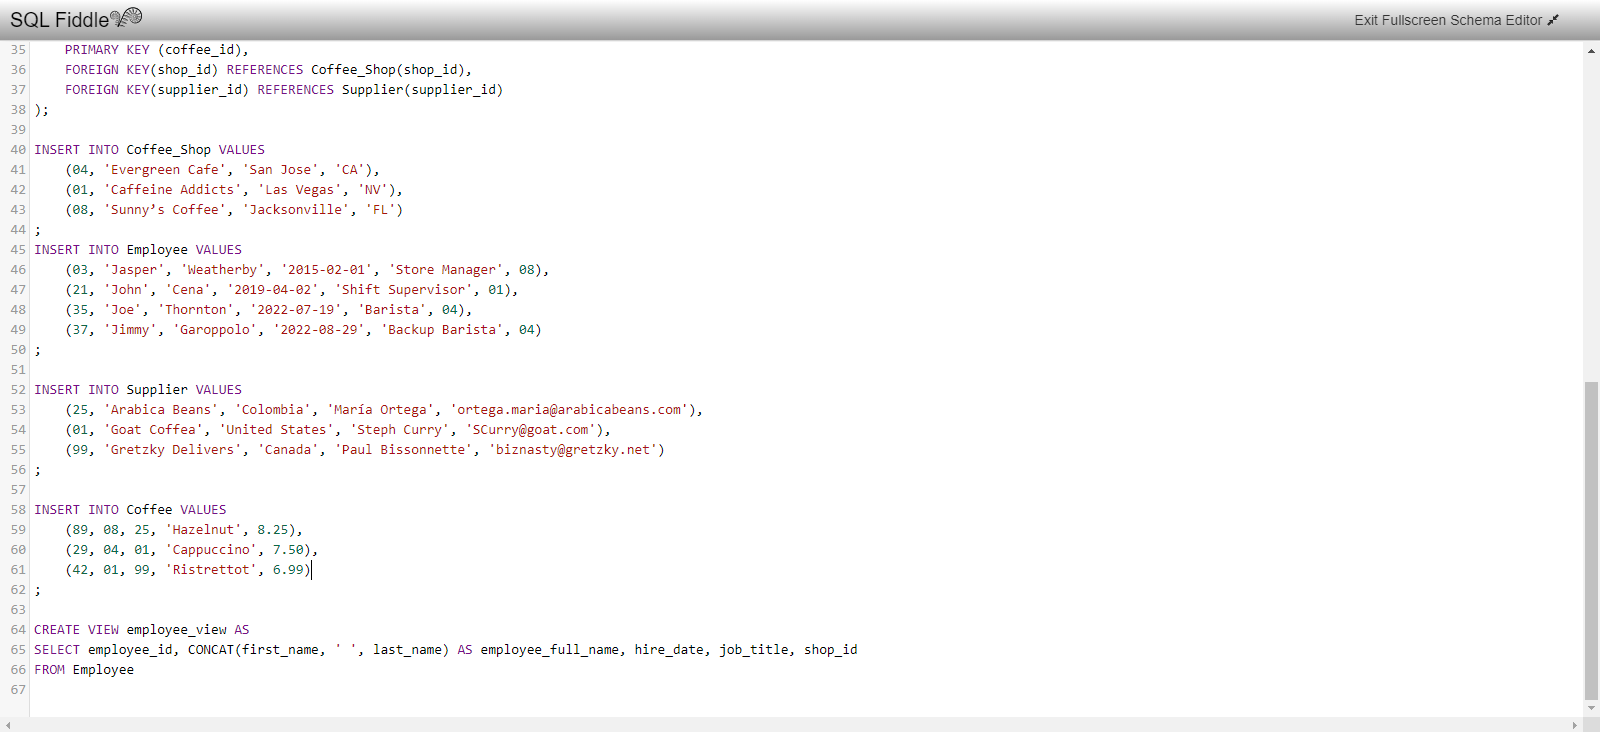 SQL Fiddle
Exit Fullscreen Schema Editor
35 PRIMARY KEY (coffee_id),
36 FOREIGN KEY(shop_id) REFERENCES Coffee_Shop(shop_id),
37 FOREIGN KEY(supplier_id) REFERENCES Supplier(supplier_id)
38 );
39
40 INSERT INTO Coffee_Shop VALUES
41 (04, 'Evergreen Cafe', 'San Jose', 'CA'),
42 (01, 'Caffeine Addicts', 'Las Vegas', 'NV'),
43 (08, 'Sunny’s Coffee', 'Jacksonville', 'FL')
44 ;
45 INSERT INTO Employee VALUES
46 (03, 'Jasper', 'Weatherby', '2015-02-01', 'Store Manager', 08),
47 (21, 'John', 'Cena', '2019-04-02', 'Shift Supervisor', 01),
48 (35, 'Joe', 'Thornton', '2022-07-19', 'Barista', 04),
49 (37, 'Jimmy', 'Garoppolo', '2022-08-29', 'Backup Barista', 04)
50 ;
51
52 INSERT INTO Supplier VALUES
53 (25, 'Arabica Beans', 'Colombia', 'María Ortega', 'ortega.maria@arabicabeans.com'),
54 (01, 'Goat Coffea', 'United States', 'Steph Curry', 'SCurry@goat.com'),
55 (99, 'Gretzky Delivers', 'Canada', 'Paul Bissonnette', 'biznasty@gretzky.net')
56 ;
57
58 INSERT INTO Coffee VALUES
59 (89, 08, 25, 'Hazelnut', 8.25),
60 (29, 04, 01, 'Cappuccino', 7.50),
61 (42, 01, 99, 'Ristrettot', 6.99)
62 ;
63
64 CREATE VIEW employee_view AS
65 SELECT employee_id, CONCAT(first_name, ' ', last_name) AS employee_full_name, hire_date, job_title, shop_id
66 FROM Employee
67